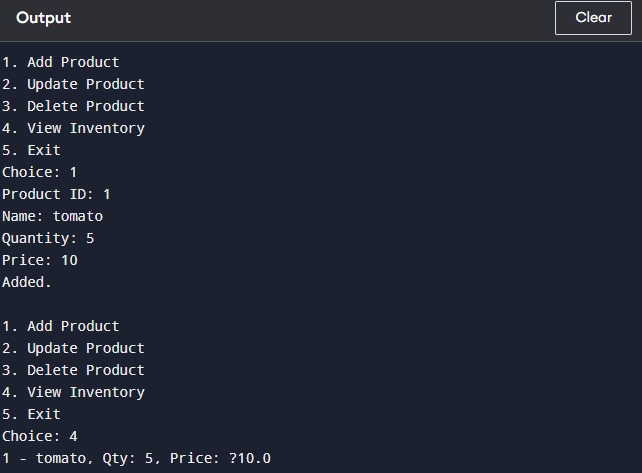 Output
Clear
1. Add Product
2. Update Product
3. Delete Product
4. View Inventory
5. Exit
Choice: 1
Product ID: 1
Name: tomato
Quantity: 5
Price: 10
Added.

1. Add Product
2. Update Product
3. Delete Product
4. View Inventory
5. Exit
Choice: 4
1 - tomato, Qty: 5, Price: ?10.0